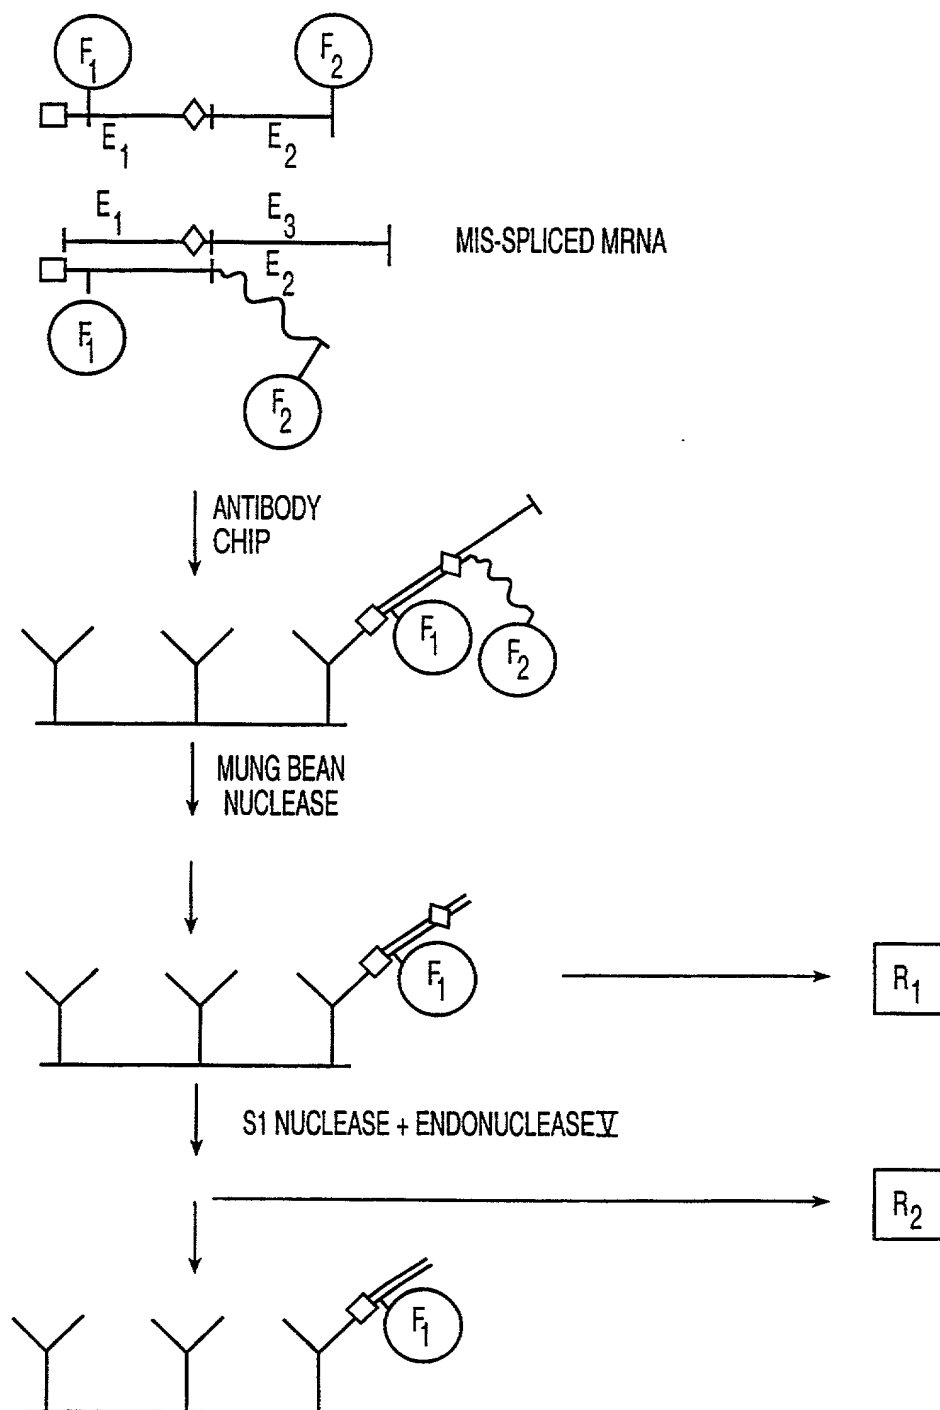 F1 F2
E1 E2
E1 E3
MIS-SPLICED MRNA
E2
F1
F2
ANTIBODY
CHIP
F1
F2
MUNG BEAN
NUCLEASE
F1
R1
S1 NUCLEASE + ENDONUCLEASE V
R2
F1